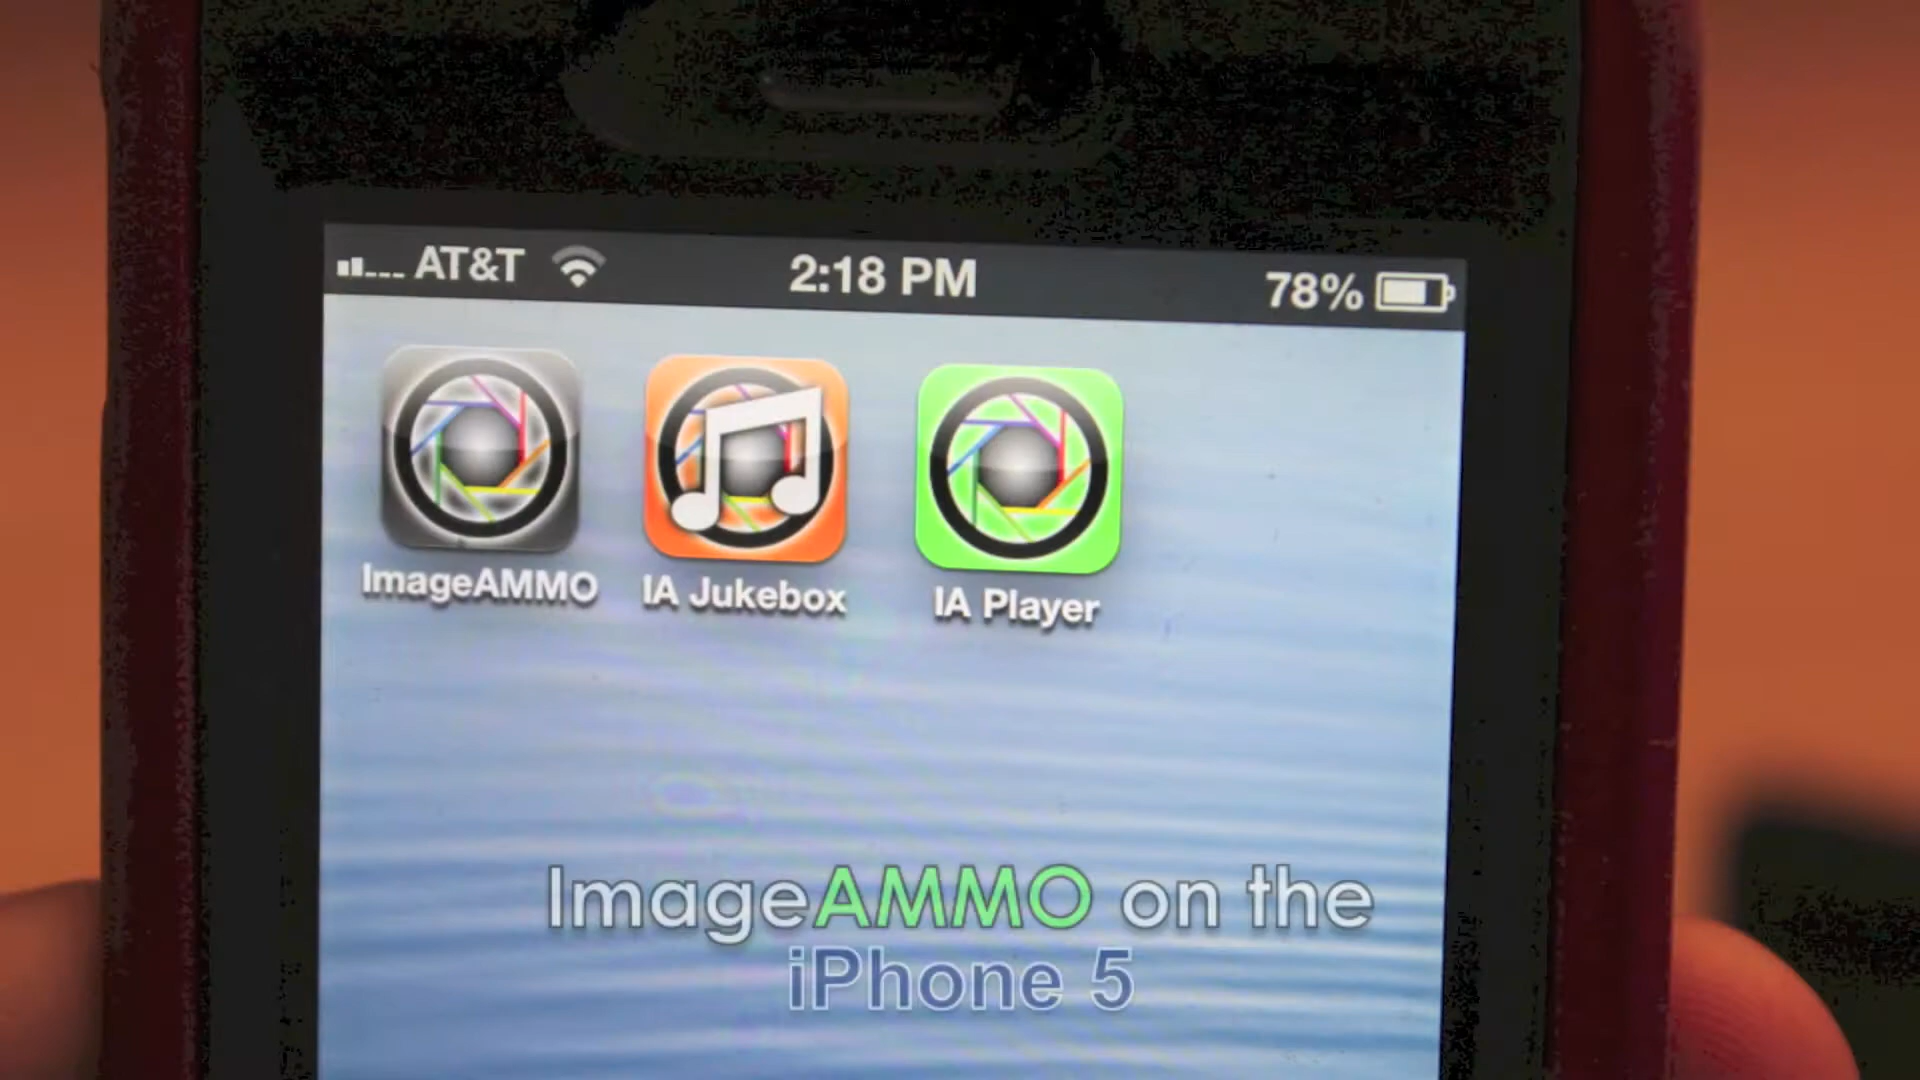 AT&T 2:18 PM 78%
ImageAMMO IA Jukebox IA Player
ImageAMMO on the
iPhone 5